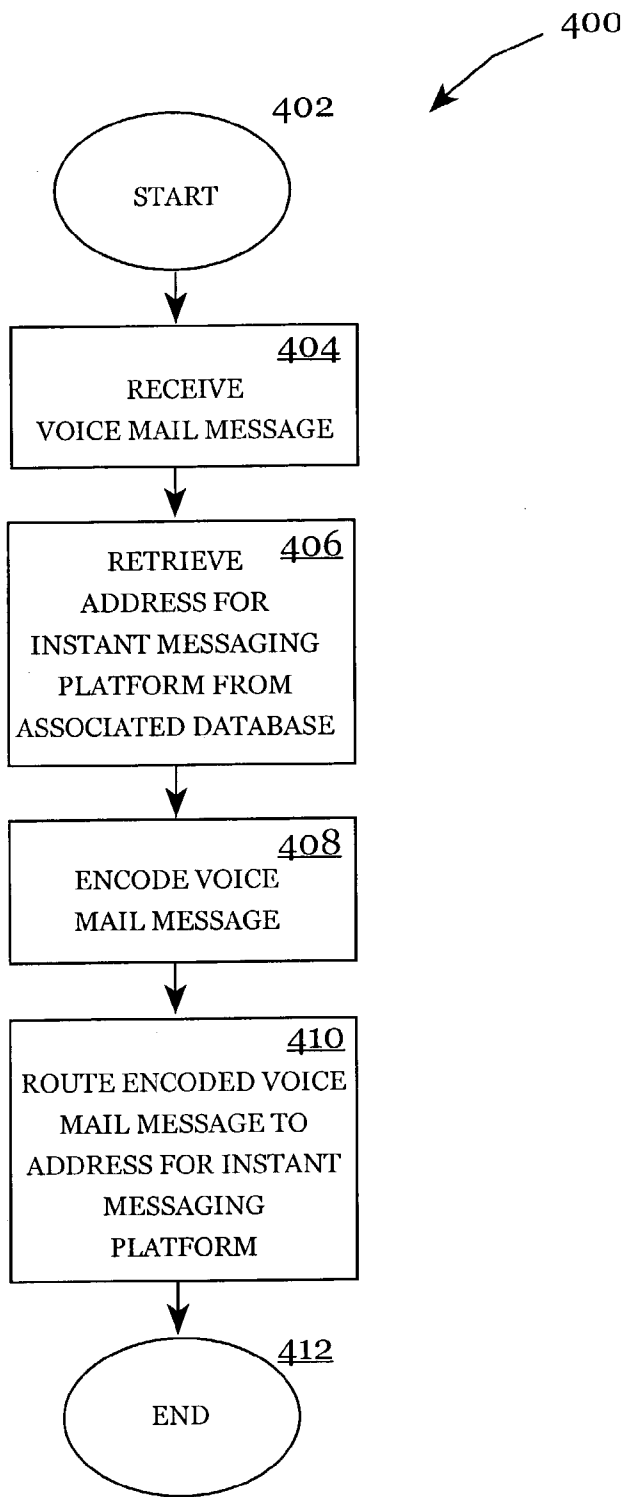 400
402
START
404
RECEIVE
VOICE MAIL MESSAGE
406
RETRIEVE
ADDRESS FOR
INSTANT MESSAGING
PLATFORM FROM
ASSOCIATED DATABASE
408
ENCODE VOICE
MAIL MESSAGE
410
ROUTE ENCODED VOICE
MAIL MESSAGE TO
ADDRESS FOR INSTANT
MESSAGING
PLATFORM
412
END